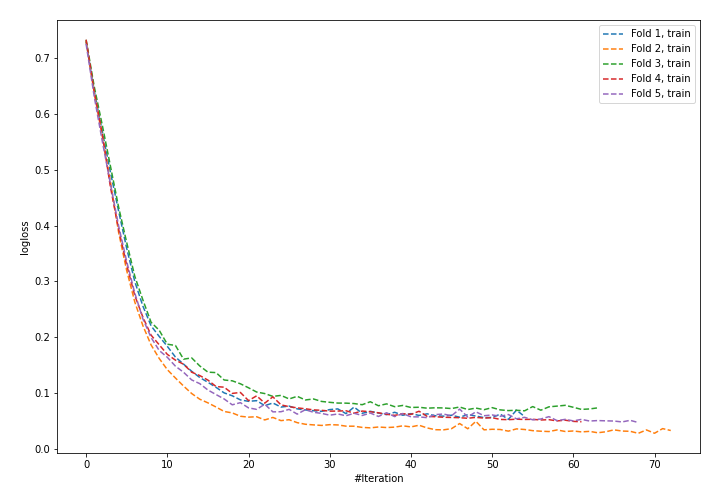 Fold 1, train
Fold 2, train
Fold 3, train
Fold 4, train
Fold 5, train
logloss
0.7
0.6
0.5
0.4
0.3
0.2
0.1
0.0
0 10 20 30 40 50 60 70
#Iteration